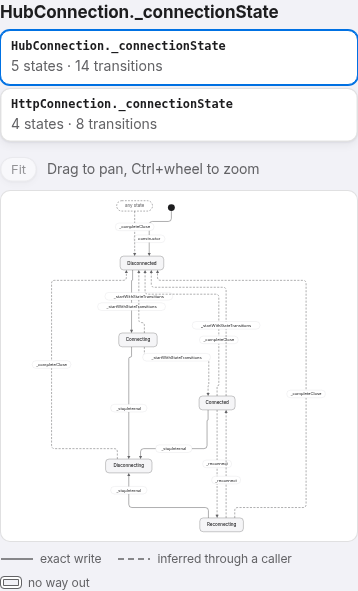 HubConnection._connectionState
HubConnection._connectionState
5 states · 14 transitions
HttpConnection._connectionState
4 states · 8 transitions
Fit
Drag to pan, Ctrl+wheel to zoom
any state
_completeClose
constructor
Disconnected
_startWithStateTransitions
_startWithStateTransitions
_startWithStateTransitions
Connecting
_completeClose
_startWithStateTransitions
_completeClose
_completeClose
Connected
_stopInternal
_stopInternal
Disconnecting
_reconnect
_reconnect
_stopInternal
Reconnecting
exact write
inferred through a caller
no way out